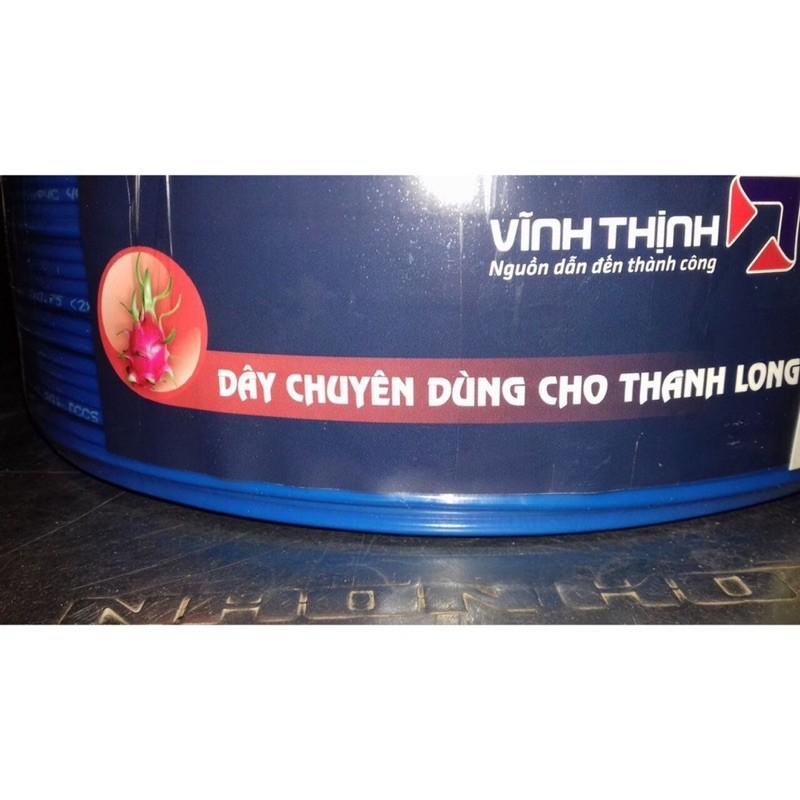 VĨNH THỊNH
Nguồn dẫn đến thành công
DÂY CHUYÊN DÙNG CHO THANH LONG